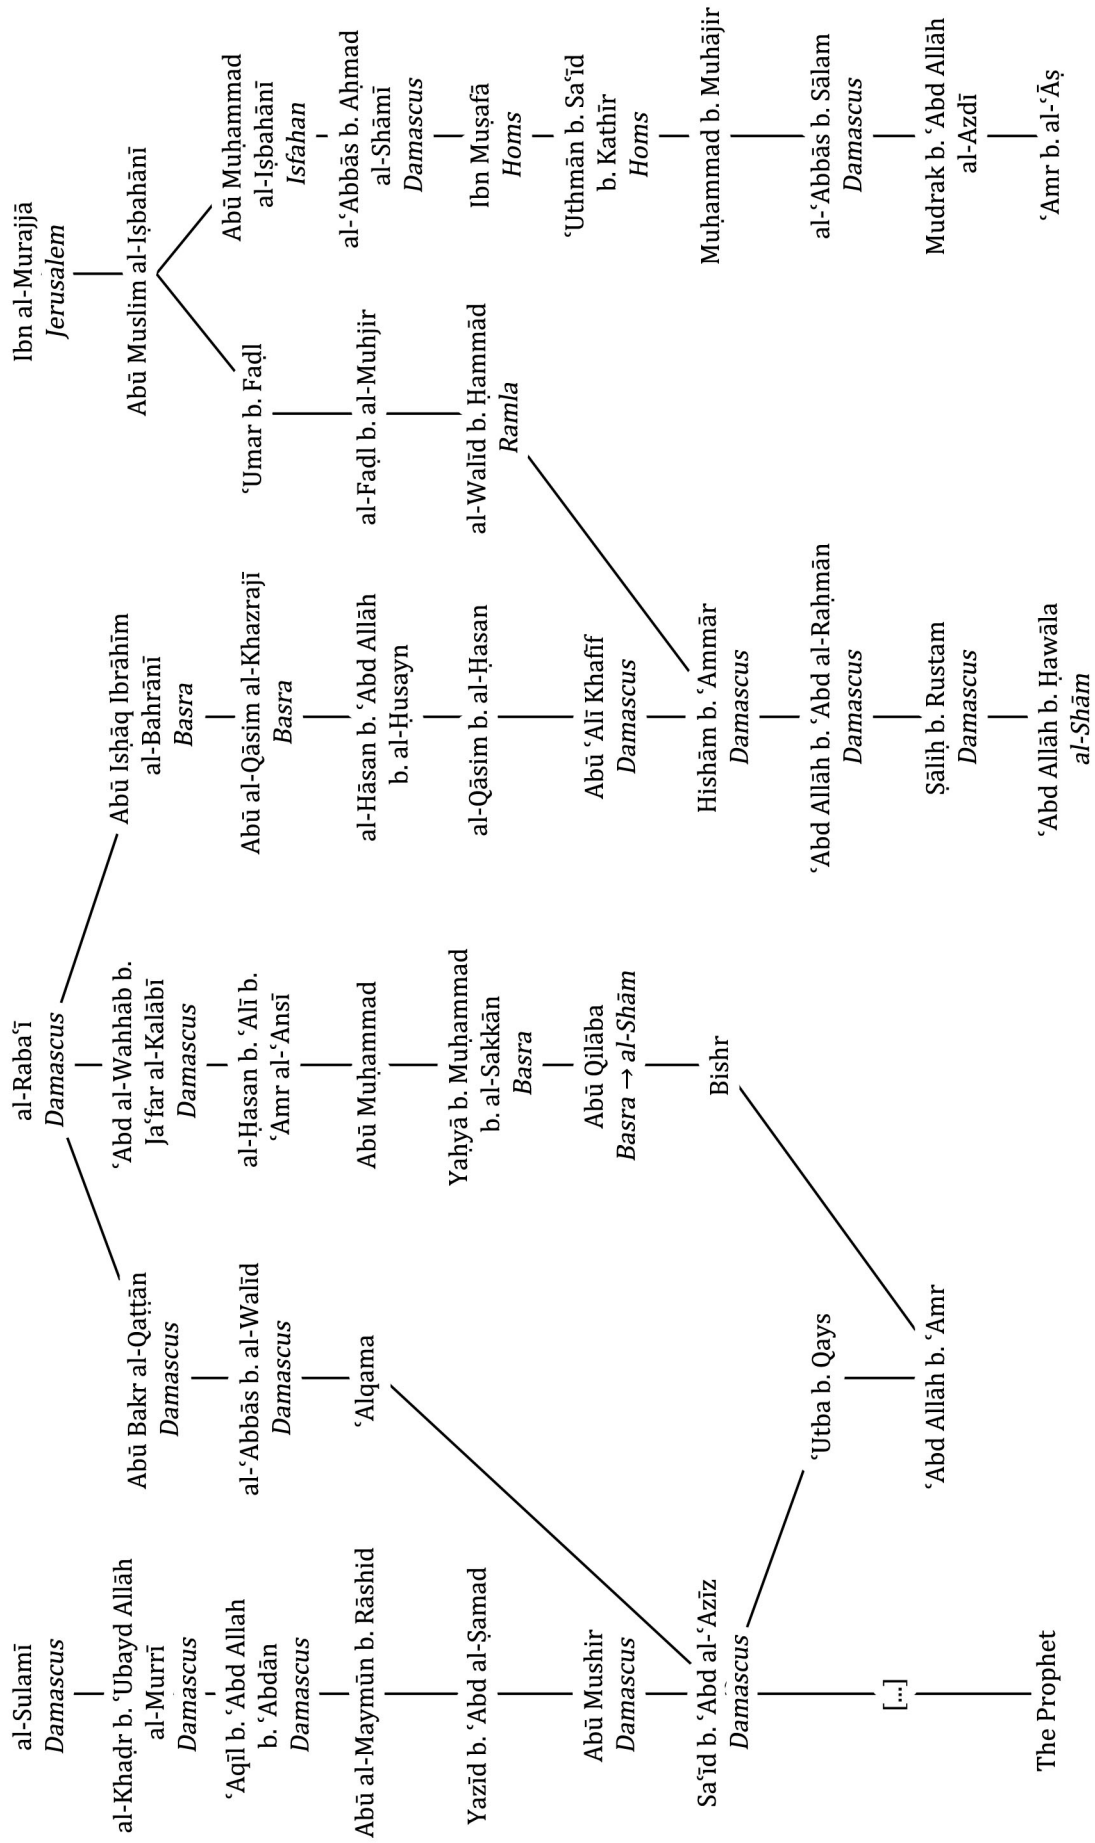 al-Sulamī
Damascus
al-Khaḍr b. ʿUbayd Allāh
al-Murrī
Damascus
ʿAqīl b. ʿAbd Allah
b. ʿAbdān
Damascus
Abū al-Maymūn b. Rāshid
Yazīd b. ʿAbd al-Ṣamad
Abū Mushir
Damascus
Saʿīd b. ʿAbd al-ʿAzīz
Damascus
[...]
The Prophet
al-Rabaʿī
Damascus
Abū Bakr al-Qaṭṭān
Damascus
al-ʿAbbās b. al-Walīd
Damascus
ʿAlqama
ʿUtba b. Qays
ʿAbd Allāh b. ʿAmr
ʿAbd al-Wahhāb b.
Jaʿfar al-Kalābī
Damascus
al-Ḥasan b. ʿAlī b.
ʿAmr al-ʿAnsī
Abū Muḥammad
Yaḥyā b. Muḥammad
b. al-Sakkān
Basra
Abū Qilāba
Basra → al-Shām
Bishr
Abū Isḥāq Ibrāhīm
al-Bahrānī
Basra
Abū al-Qāsim al-Khazrajī
Basra
al-Hāsan b. ʿAbd Allāh
b. al-Ḥusayn
al-Qāsim b. al-Ḥasan
Abū ʿAlī Khafīf
Damascus
Hishām b. ʿAmmār
Damascus
ʿAbd Allāh b. ʿAbd al-Raḥmān
Damascus
Ṣāliḥ b. Rustam
Damascus
ʿAbd Allāh b. Ḥawāla
al-Shām
Ibn al-Murajjā
Jerusalem
Abū Muslim al-Iṣbahānī
ʿUmar b. Faḍl
al-Faḍl b. al-Muhjir
al-Walīd b. Ḥammād
Ramla
Abū Muḥammad
al-Iṣbahānī
Isfahan
al-ʿAbbās b. Aḥmad
al-Shāmī
Damascus
Ibn Muṣafā
Homs
ʿUthmān b. Saʿīd
b. Kathīr
Homs
Muḥammad b. Muhājir
al-ʿAbbās b. Sālam
Damascus
Mudrak b. ʿAbd Allāh
al-Azdī
ʿAmr b. al-ʿĀṣ